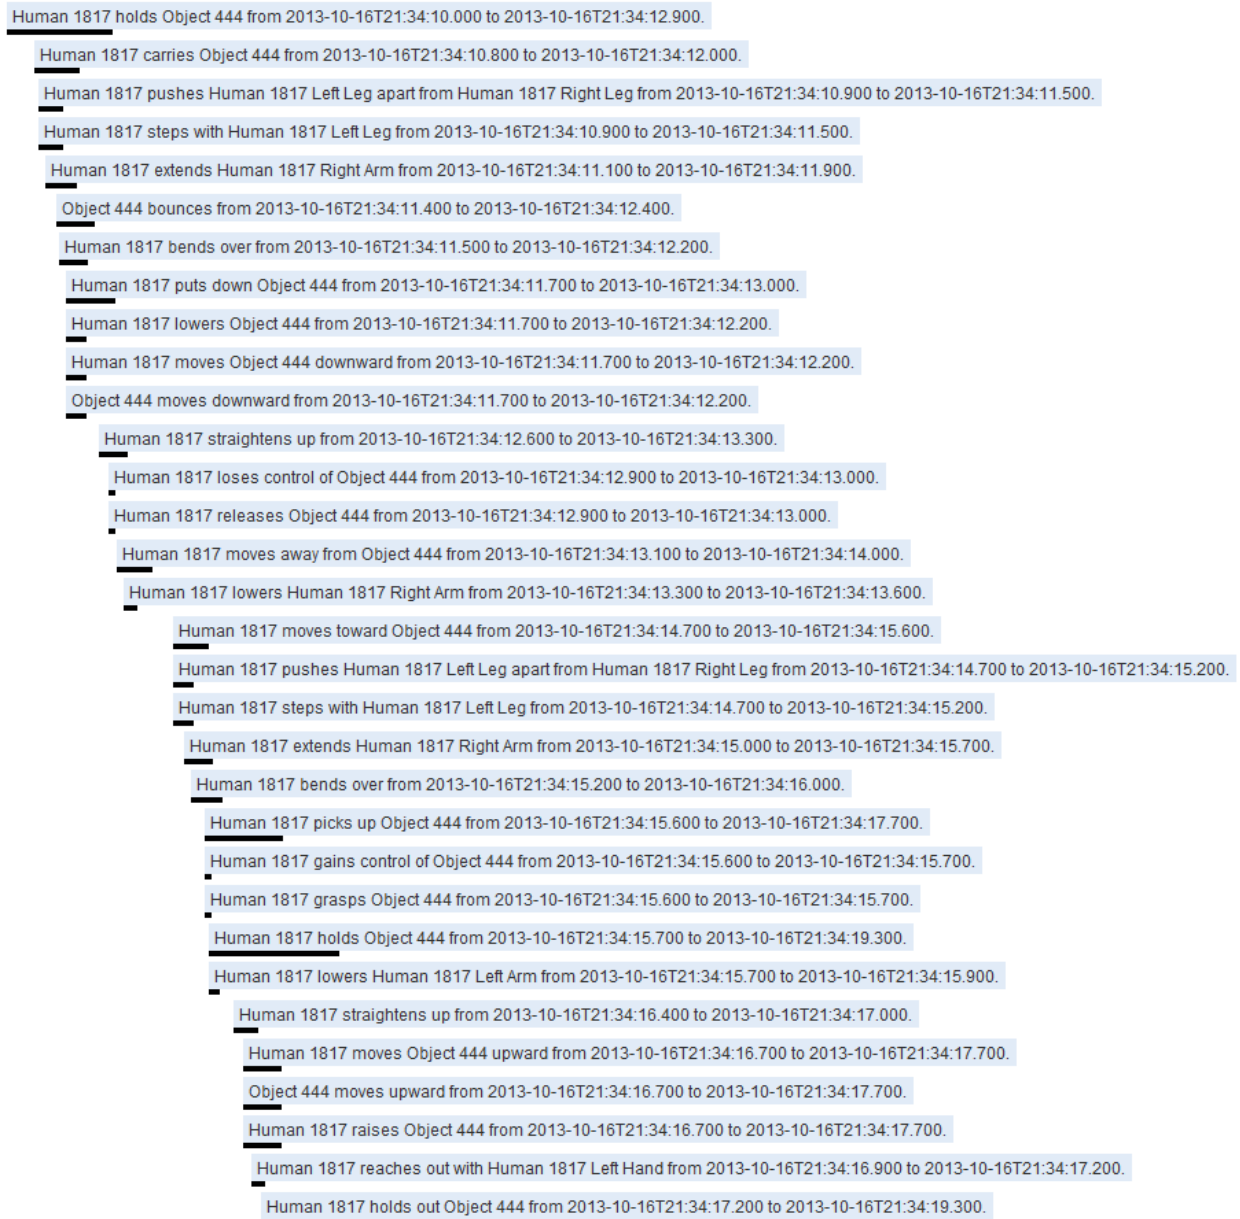 Human 1817 holds Object 444 from 2013-10-16T21:34:10.000 to 2013-10-16T21:34:12.900.
Human 1817 carries Object 444 from 2013-10-16T21:34:10.800 to 2013-10-16T21:34:12.000.
Human 1817 pushes Human 1817 Left Leg apart from Human 1817 Right Leg from 2013-10-16T21:34:10.900 to 2013-10-16T21:34:11.500.
Human 1817 steps with Human 1817 Left Leg from 2013-10-16T21:34:10.900 to 2013-10-16T21:34:11.500.
Human 1817 extends Human 1817 Right Arm from 2013-10-16T21:34:11.100 to 2013-10-16T21:34:11.900.
Object 444 bounces from 2013-10-16T21:34:11.400 to 2013-10-16T21:34:12.400.
Human 1817 bends over from 2013-10-16T21:34:11.500 to 2013-10-16T21:34:12.200.
Human 1817 puts down Object 444 from 2013-10-16T21:34:11.700 to 2013-10-16T21:34:13.000.
Human 1817 lowers Object 444 from 2013-10-16T21:34:11.700 to 2013-10-16T21:34:12.200.
Human 1817 moves Object 444 downward from 2013-10-16T21:34:11.700 to 2013-10-16T21:34:12.200.
Object 444 moves downward from 2013-10-16T21:34:11.700 to 2013-10-16T21:34:12.200.
Human 1817 straightens up from 2013-10-16T21:34:12.600 to 2013-10-16T21:34:13.300.
Human 1817 loses control of Object 444 from 2013-10-16T21:34:12.900 to 2013-10-16T21:34:13.000.
Human 1817 releases Object 444 from 2013-10-16T21:34:12.900 to 2013-10-16T21:34:13.000.
Human 1817 moves away from Object 444 from 2013-10-16T21:34:13.100 to 2013-10-16T21:34:14.000.
Human 1817 lowers Human 1817 Right Arm from 2013-10-16T21:34:13.300 to 2013-10-16T21:34:13.600.
Human 1817 moves toward Object 444 from 2013-10-16T21:34:14.700 to 2013-10-16T21:34:15.600.
Human 1817 pushes Human 1817 Left Leg apart from Human 1817 Right Leg from 2013-10-16T21:34:14.700 to 2013-10-16T21:34:15.200.
Human 1817 steps with Human 1817 Left Leg from 2013-10-16T21:34:14.700 to 2013-10-16T21:34:15.200.
Human 1817 extends Human 1817 Right Arm from 2013-10-16T21:34:15.000 to 2013-10-16T21:34:15.700.
Human 1817 bends over from 2013-10-16T21:34:15.200 to 2013-10-16T21:34:16.000.
Human 1817 picks up Object 444 from 2013-10-16T21:34:15.600 to 2013-10-16T21:34:17.700.
Human 1817 gains control of Object 444 from 2013-10-16T21:34:15.600 to 2013-10-16T21:34:15.700.
Human 1817 grasps Object 444 from 2013-10-16T21:34:15.600 to 2013-10-16T21:34:15.700.
Human 1817 holds Object 444 from 2013-10-16T21:34:15.700 to 2013-10-16T21:34:19.300.
Human 1817 lowers Human 1817 Left Arm from 2013-10-16T21:34:15.700 to 2013-10-16T21:34:15.900.
Human 1817 straightens up from 2013-10-16T21:34:16.400 to 2013-10-16T21:34:17.000.
Human 1817 moves Object 444 upward from 2013-10-16T21:34:16.700 to 2013-10-16T21:34:17.700.
Object 444 moves upward from 2013-10-16T21:34:16.700 to 2013-10-16T21:34:17.700.
Human 1817 raises Object 444 from 2013-10-16T21:34:16.700 to 2013-10-16T21:34:17.700.
Human 1817 reaches out with Human 1817 Left Hand from 2013-10-16T21:34:16.900 to 2013-10-16T21:34:17.200.
Human 1817 holds out Object 444 from 2013-10-16T21:34:17.200 to 2013-10-16T21:34:19.300.